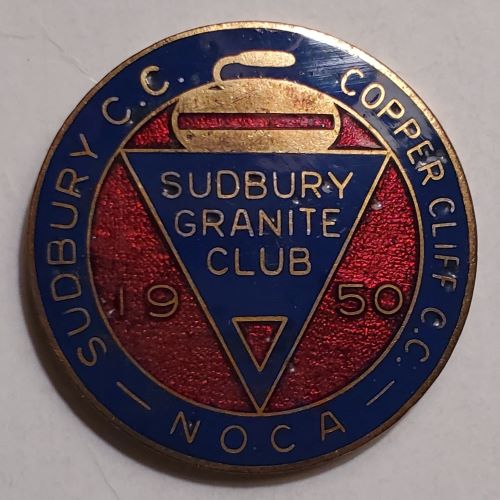 SUDBURY C.C.
COPPER CLIFF C.C.
SUDBURY
GRANITE
CLUB
19 50
— NOCA —